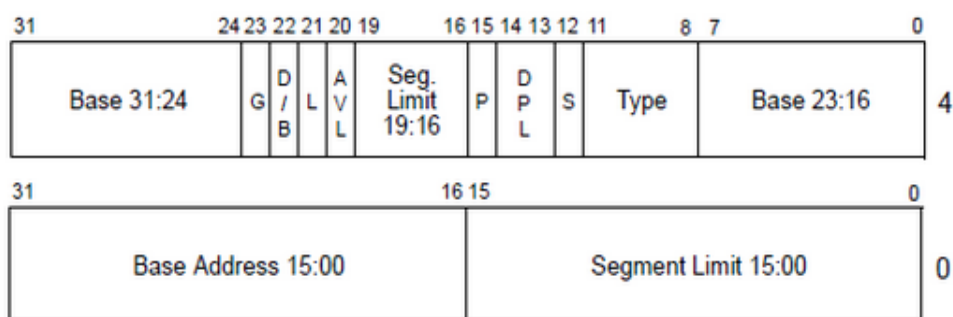 31 24 23 22 21 20 19 16 15 14 13 12 11 8 7 0
Base 31:24 G D/B L AVL Seg. Limit 19:16 P DPL S Type Base 23:16 4
31 16 15 0
Base Address 15:00 Segment Limit 15:00 0